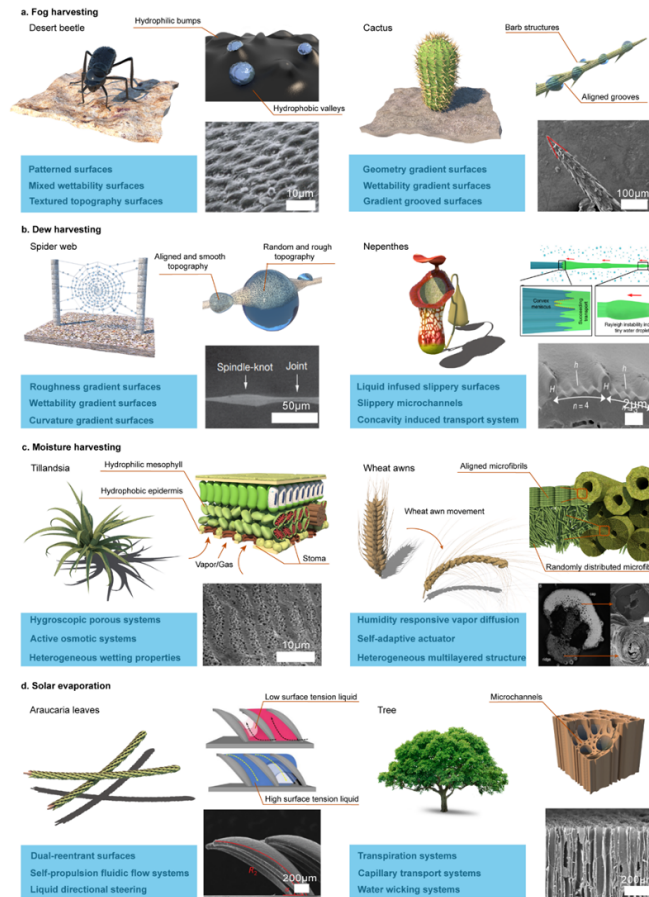 a. Fog harvesting
Desert beetle
Hydrophilic bumps
Hydrophobic valleys
10μm
Patterned surfaces
Mixed wettability surfaces
Textured topography surfaces
Cactus
Barb structures
Aligned grooves
100μm
Geometry gradient surfaces
Wettability gradient surfaces
Gradient grooved surfaces
b. Dew harvesting
Spider web
Aligned and smooth
topography
Random and rough
topography
Spindle-knot
Joint
50μm
Roughness gradient surfaces
Wettability gradient surfaces
Curvature gradient surfaces
Nepenthes
Rayleigh instability
tiny water droplet
H
h
H
h
n = 4
2μm
Liquid infused slippery surfaces
Slippery microchannels
Concavity induced transport system
c. Moisture harvesting
Tillandsia
Hydrophilic mesophyll
Hydrophobic epidermis
Vapor/Gas
Stoma
10μm
Hygroscopic porous systems
Active osmotic systems
Heterogeneous wetting properties
Wheat awns
Wheat awn movement
Aligned microfibrils
Randomly distributed microfib
Humidity responsive vapor diffusion
Self-adaptive actuator
Heterogeneous multilayered structure
d. Solar evaporation
Araucaria leaves
Low surface tension liquid
High surface tension liquid
200μm
Dual-reentrant surfaces
Self-propulsion fluidic flow systems
Liquid directional steering
Tree
Microchannels
200μm
Transpiration systems
Capillary transport systems
Water wicking systems